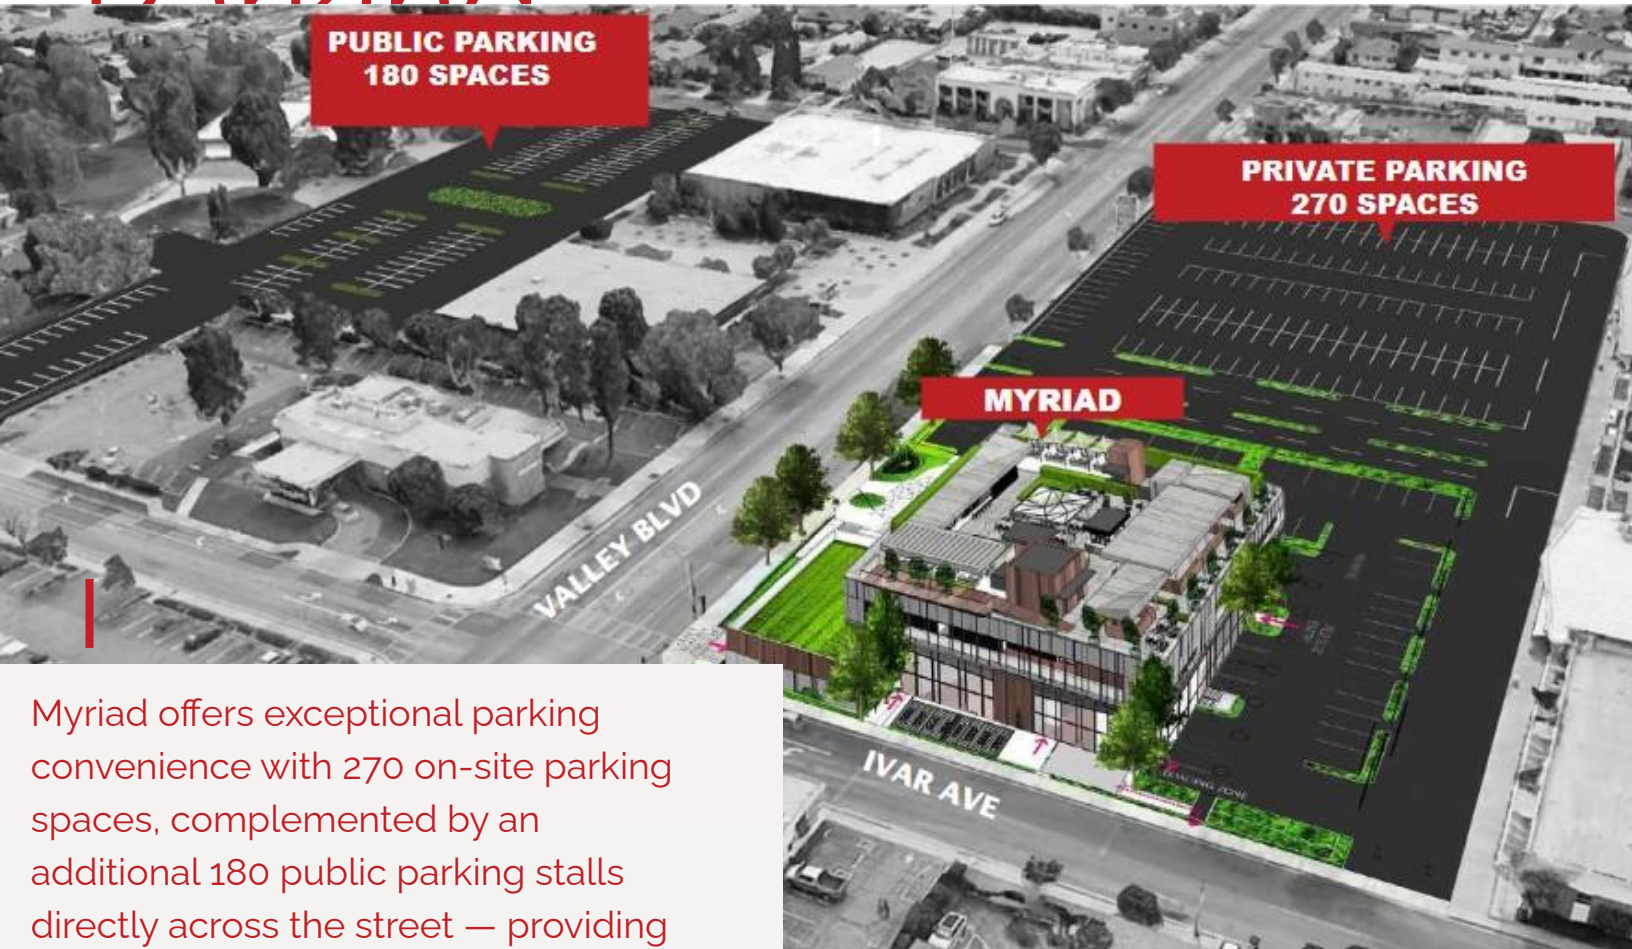 PUBLIC PARKING
180 SPACES
PRIVATE PARKING
270 SPACES
MYRIAD
VALLEY BLVD
IVAR AVE
Myriad offers exceptional parking
convenience with 270 on-site parking
spaces, complemented by an
additional 180 public parking stalls
directly across the street — providing